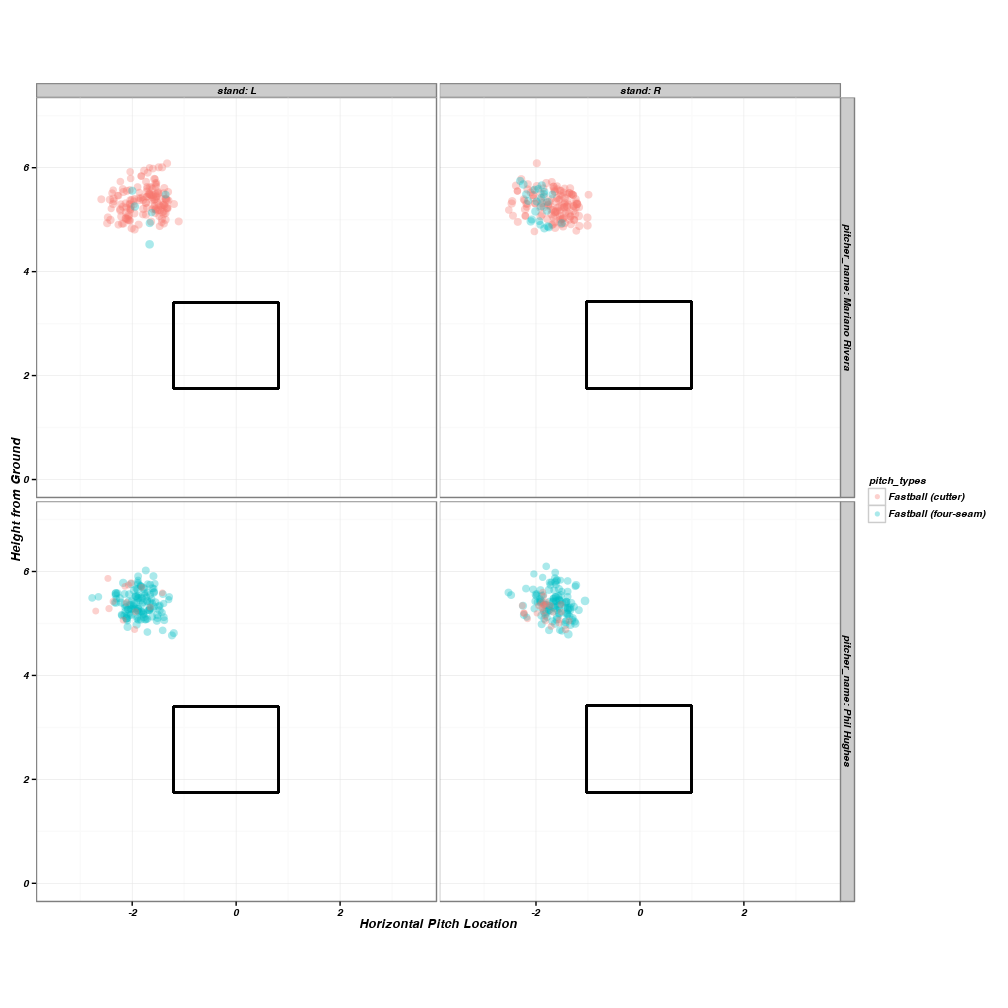 stand: L
stand: R
6
4
2
0
pitcher_name: Mariano Rivera
6
4
2
0
pitcher_name: Phil Hughes
Height from Ground
-2
0
2
-2
0
2
Horizontal Pitch Location
pitch_types
Fastball (cutter)
Fastball (four-seam)